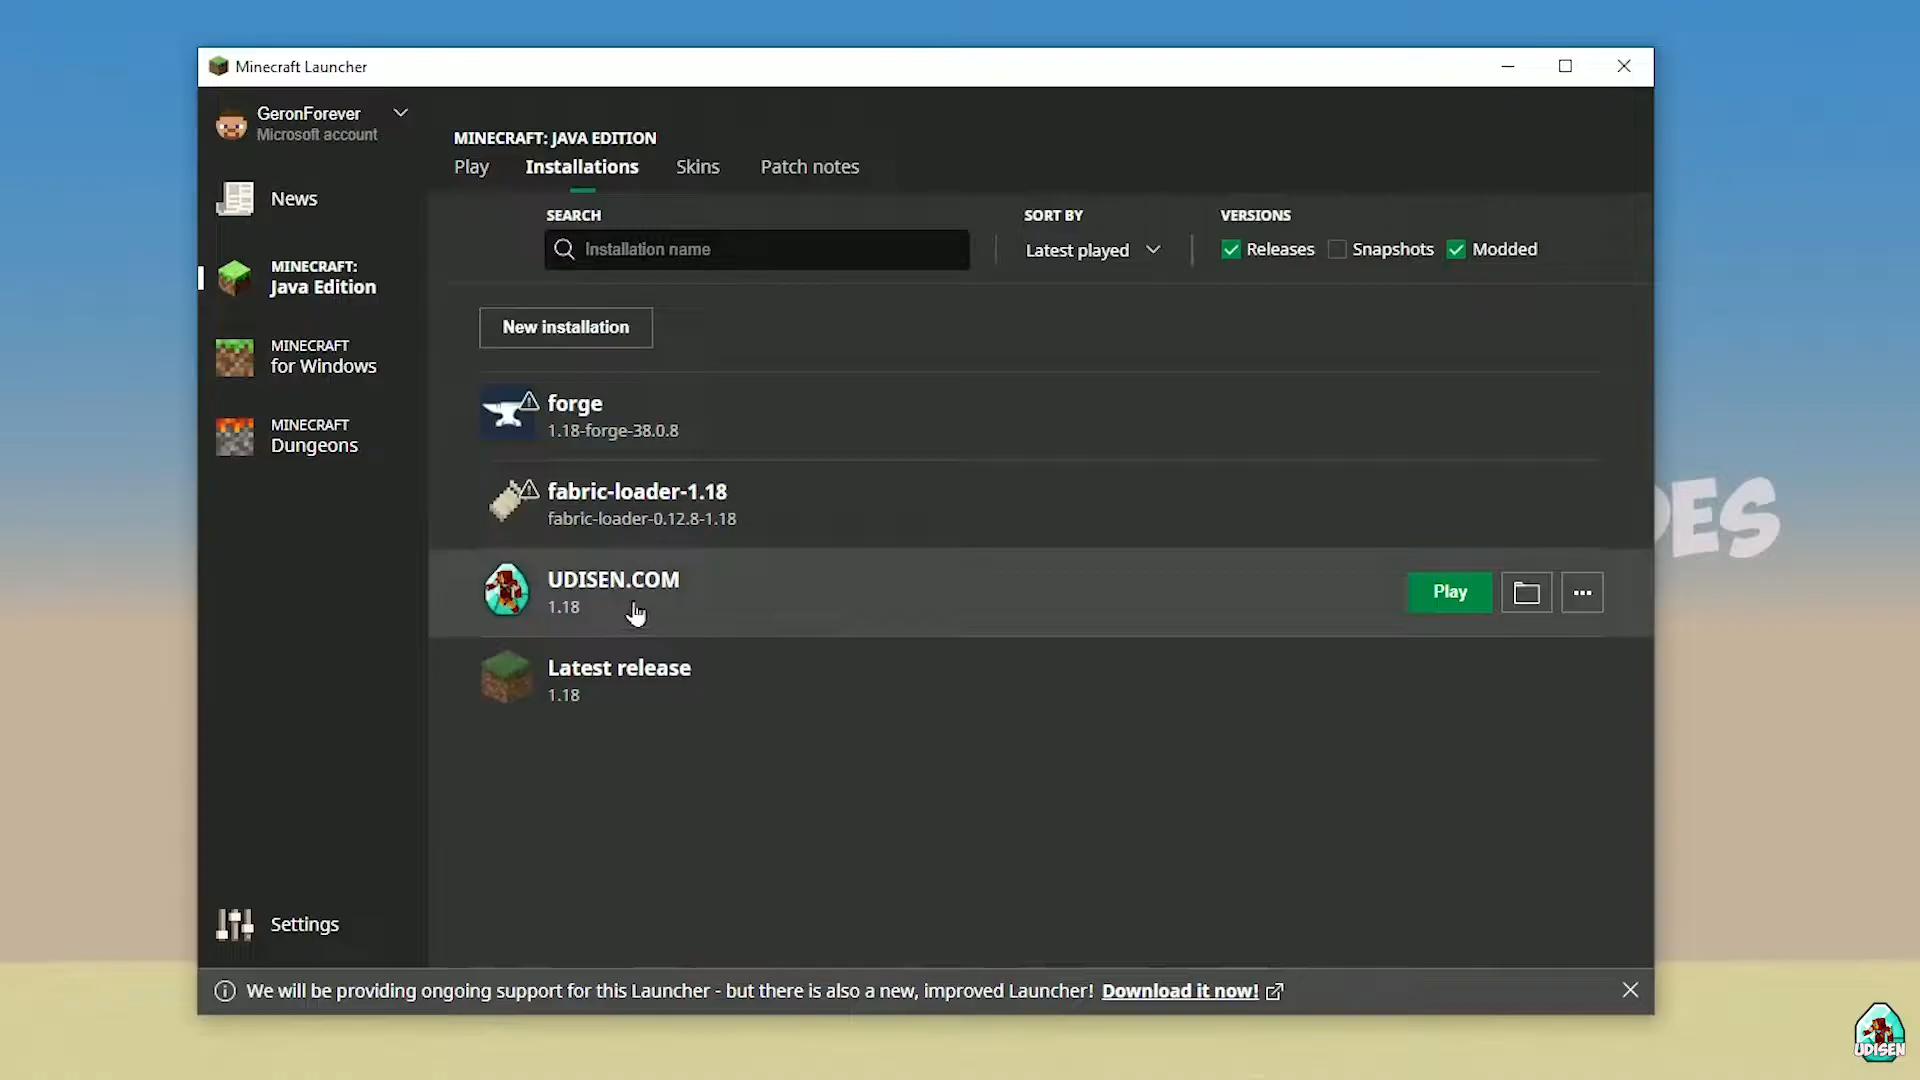 Minecraft Launcher
GeronForever
Microsoft account
News
MINECRAFT:
Java Edition
MINECRAFT
for Windows
MINECRAFT
Dungeons
Settings
MINECRAFT: JAVA EDITION
Play Installations Skins Patch notes
SEARCH
Installation name
SORT BY
Latest played
VERSIONS
Releases Snapshots Modded
New installation
forge
1.18-forge-38.0.8
fabric-loader-1.18
fabric-loader-0.12.8-1.18
UDISEN.COM
1.18
Play
Latest release
1.18
We will be providing ongoing support for this Launcher - but there is also a new, improved Launcher! Download it now!
UDISEN